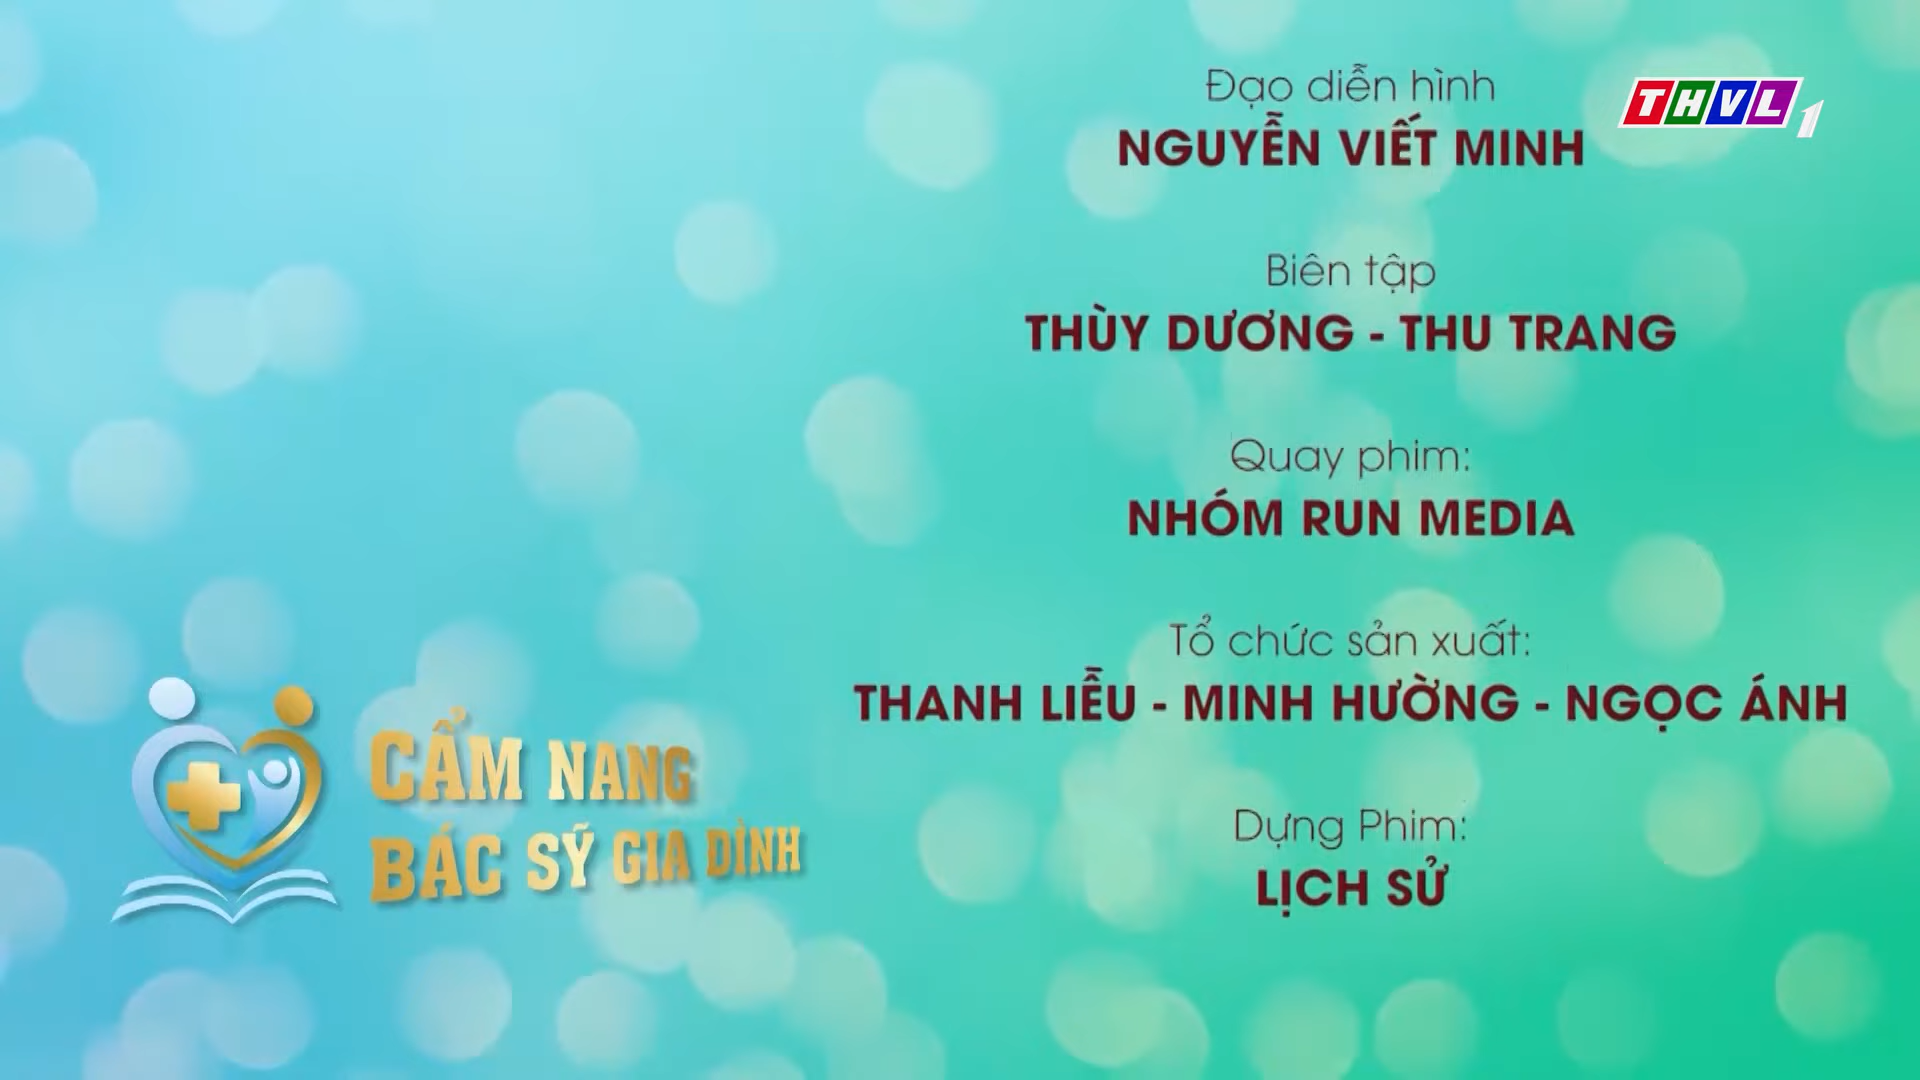 Đạo diễn hình
NGUYỄN VIẾT MINH
THVL1
Biên tập
THÙY DƯƠNG - THU TRANG
Quay phim:
NHÓM RUN MEDIA
Tổ chức sản xuất:
THANH LIỄU - MINH HƯỜNG - NGỌC ÁNH
Dựng Phim:
LỊCH SỬ
CẨM NANG
BÁC SỸ GIA ĐÌNH